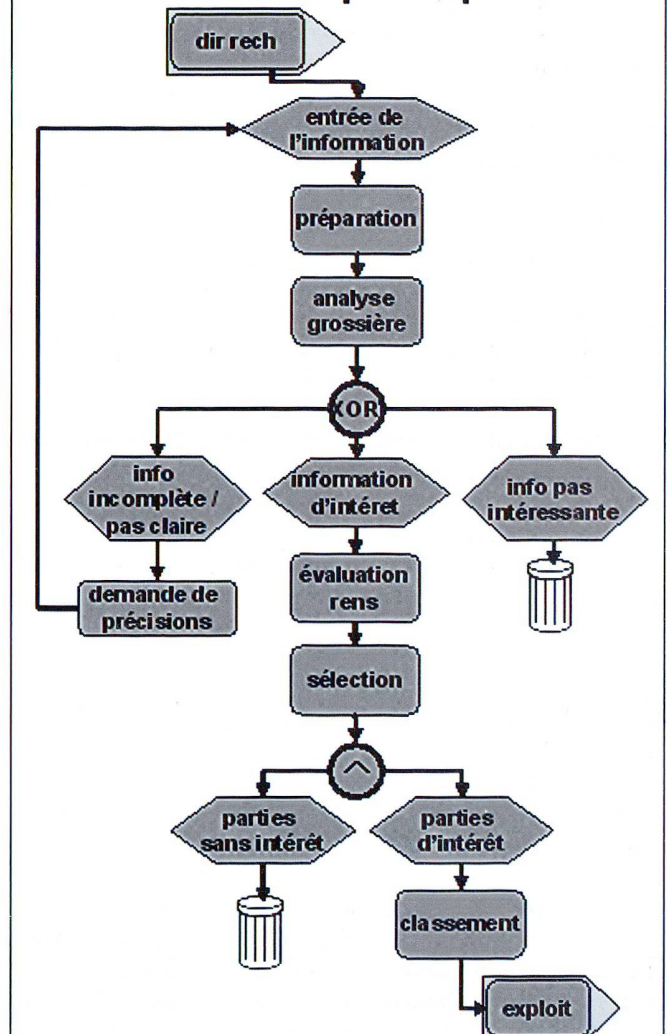 dir rech
entrée de
l'information
préparation
analyse
grossière
XOR
info
incomplète /
pas claire
information
d'intéret
info pas
intéressante
demande de
précisions
évaluation
rens
sélection
^
parties
sans intérêt
parties
d'intérêt
classement
exploit